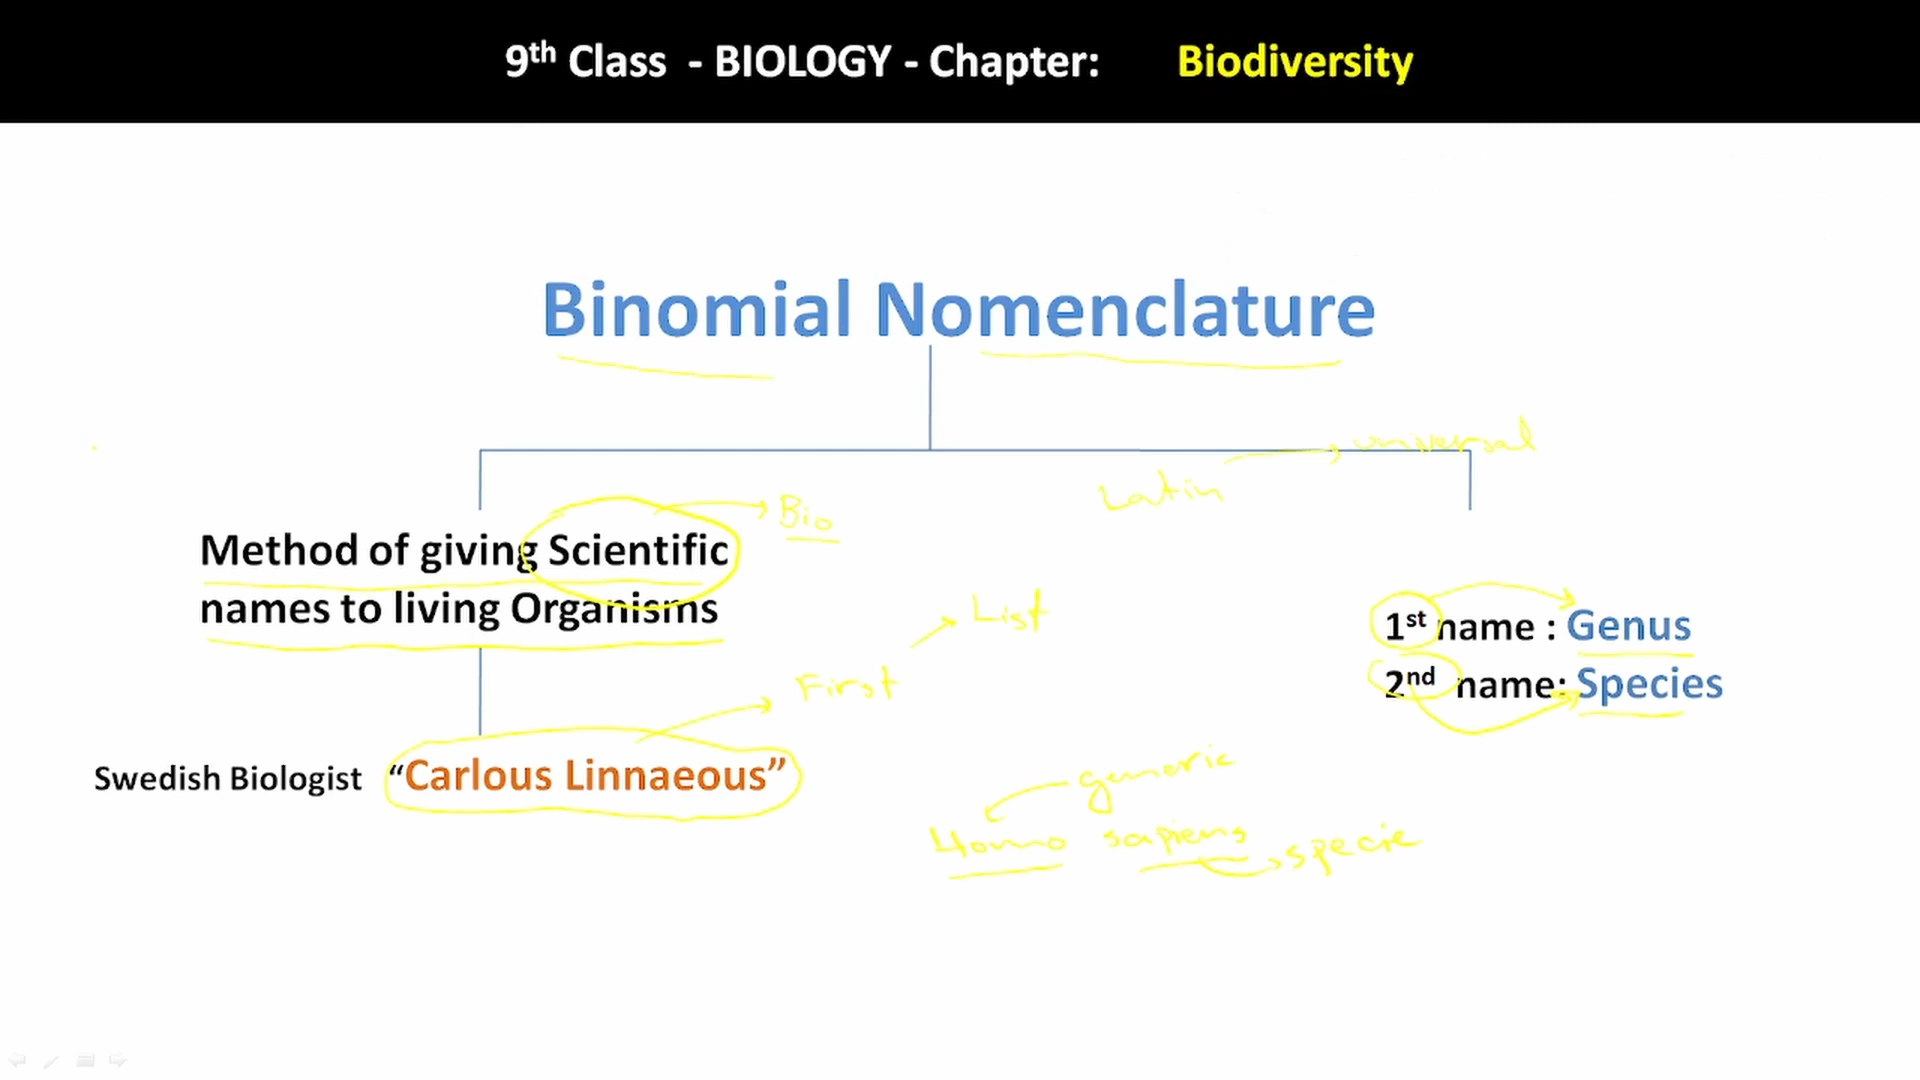 9th Class - BIOLOGY - Chapter: Biodiversity
Binomial Nomenclature
universal
Latin
Bio
Method of giving Scientific
names to living Organisms
List
First
1st name : Genus
2nd name: Species
Swedish Biologist “Carlous Linnaeous”
generic
Homo sapiens specie